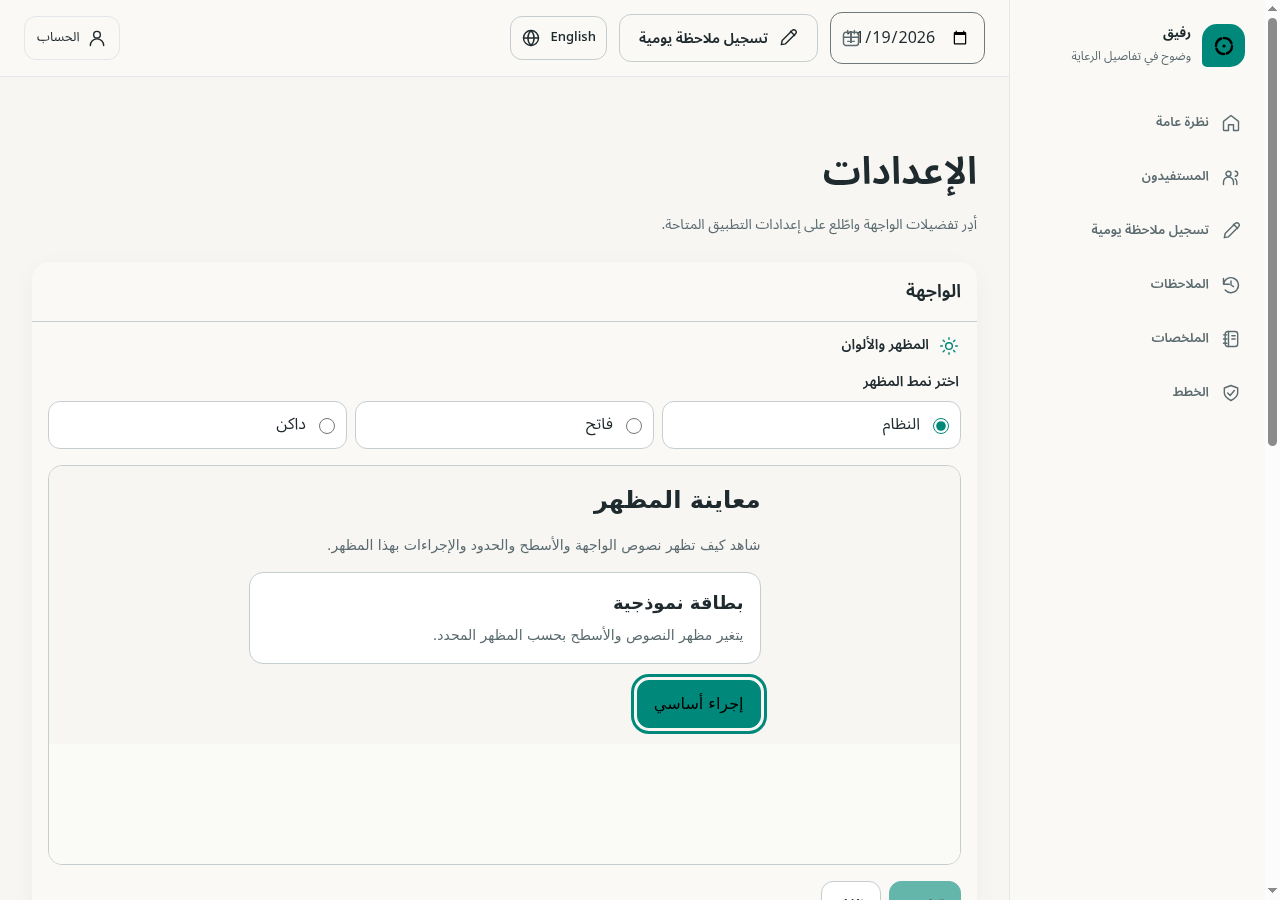 رفيق
وضوح في تفاصيل الرعاية
نظرة عامة
المستفيدون
تسجيل ملاحظة يومية
الملاحظات
الملخصات
الخطط
/19/2026
تسجيل ملاحظة يومية
English
الحساب
الإعدادات
أدِر تفضيلات الواجهة واطّلع على إعدادات التطبيق المتاحة.
الواجهة
المظهر والألوان
اختر نمط المظهر
النظام
فاتح
داكن
معاينة المظهر
شاهد كيف تظهر نصوص الواجهة والأسطح والحدود والإجراءات بهذا المظهر.
بطاقة نموذجية
يتغير مظهر النصوص والأسطح بحسب المظهر المحدد.
إجراء أساسي